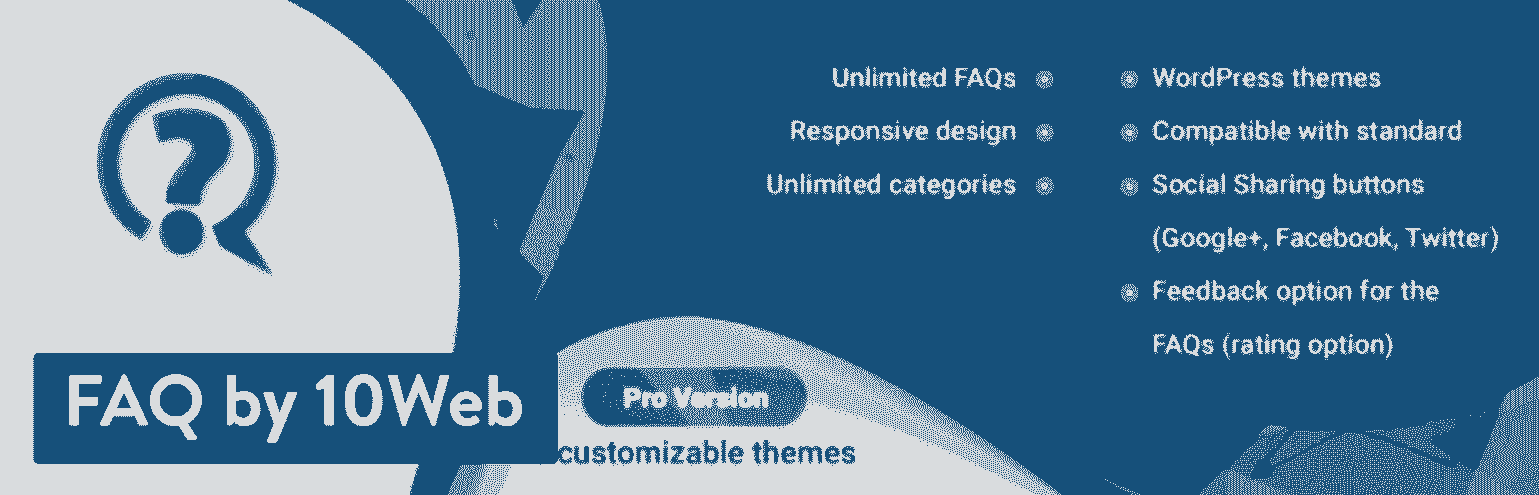 Unlimited FAQs
Responsive design
Unlimited categories
WordPress themes
Compatible with standard
Social Sharing buttons
(Google+, Facebook, Twitter)
Feedback option for the
FAQs (rating option)
FAQ by 10Web
Pro Version
customizable themes